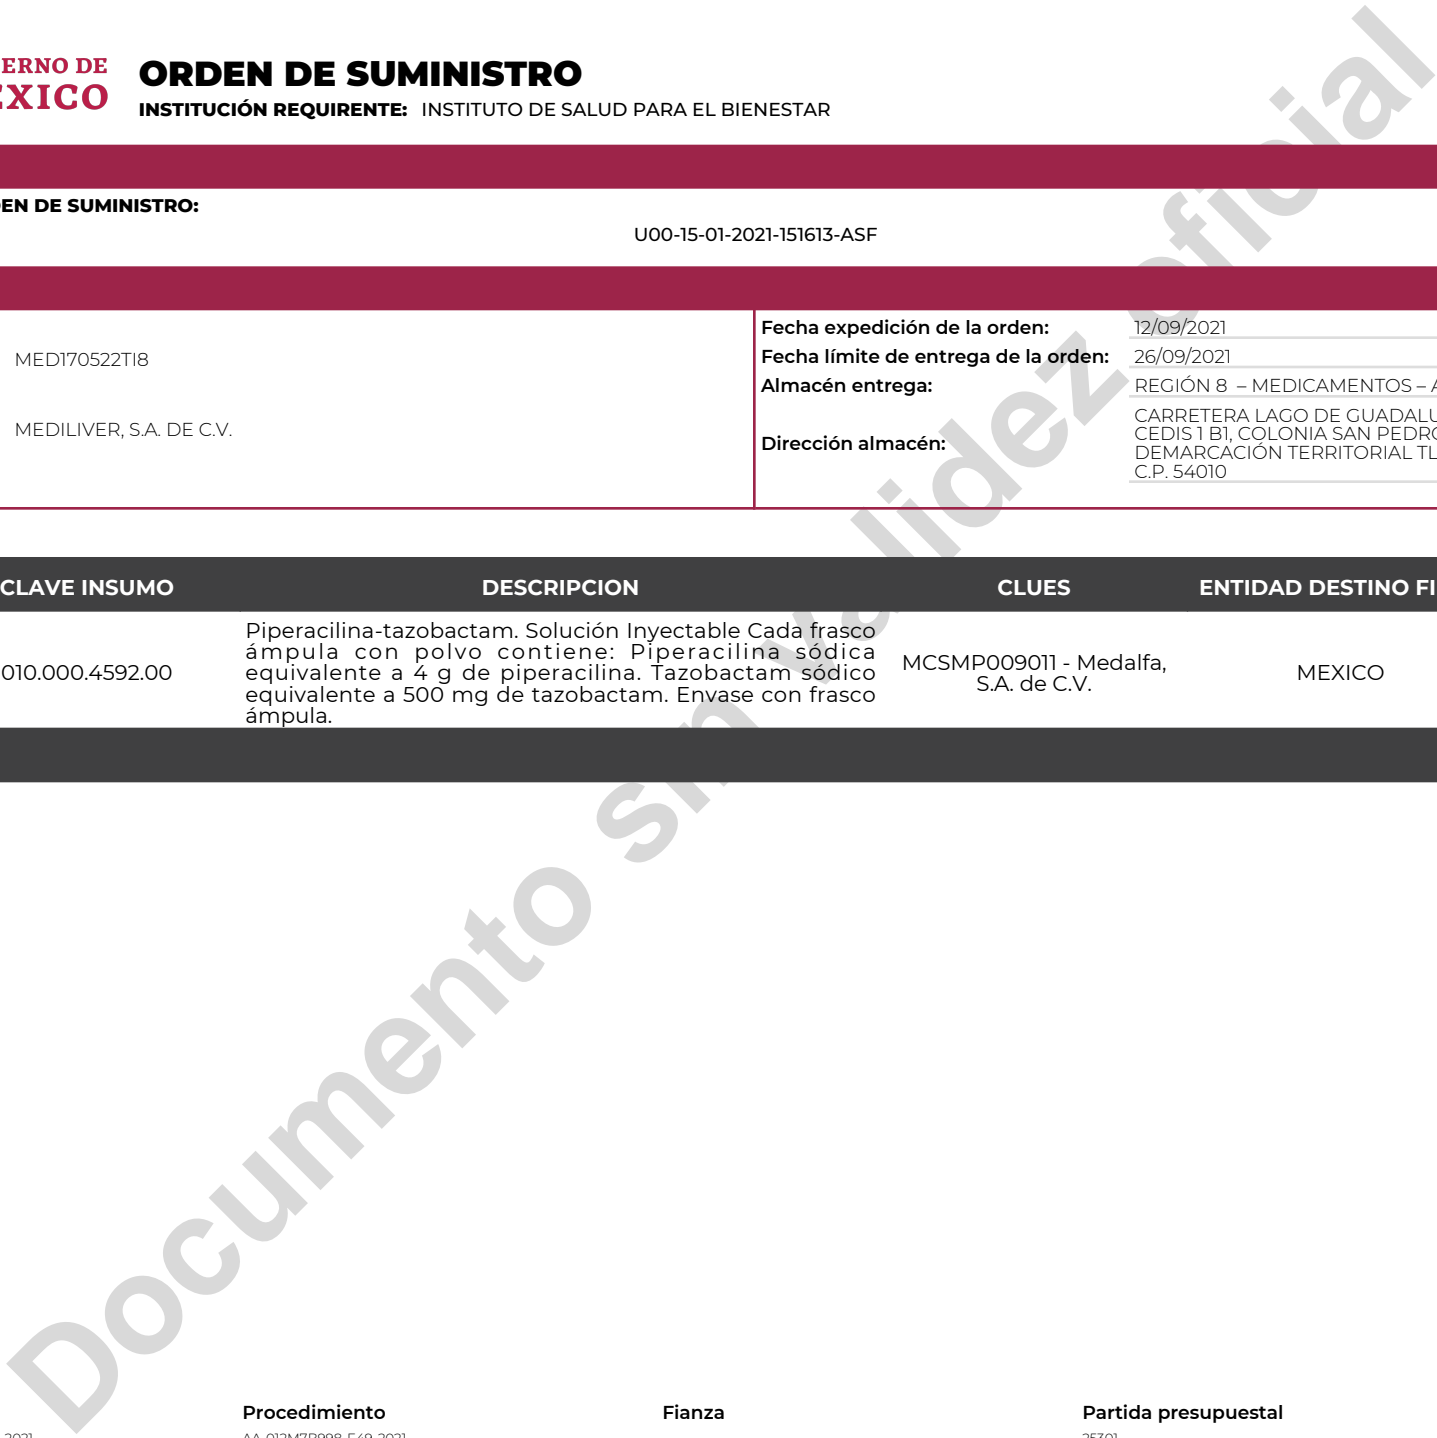 ERNO DE
EXICO
ORDEN DE SUMINISTRO
INSTITUCIÓN REQUIRENTE: INSTITUTO DE SALUD PARA EL BIENESTAR
EN DE SUMINISTRO:
U00-15-01-2021-151613-ASF
MED170522TI8
MEDILIVER, S.A. DE C.V.
Fecha expedición de la orden: 12/09/2021
Fecha límite de entrega de la orden: 26/09/2021
Almacén entrega: REGIÓN 8 – MEDICAMENTOS – A
Dirección almacén:
CARRETERA LAGO DE GUADALU
CEDIS 1 B1, COLONIA SAN PEDRO
DEMARCACIÓN TERRITORIAL TL
C.P. 54010
CLAVE INSUMO DESCRIPCION CLUES ENTIDAD DESTINO FI
010.000.4592.00
Piperacilina-tazobactam. Solución Inyectable Cada frasco
ámpula con polvo contiene: Piperacilina sódica
equivalente a 4 g de piperacilina. Tazobactam sódico
equivalente a 500 mg de tazobactam. Envase con frasco
ámpula.
MCSMP009011 - Medalfa,
S.A. de C.V.
MEXICO
Documento sin validez oficial
Procedimiento Fianza Partida presupuestal